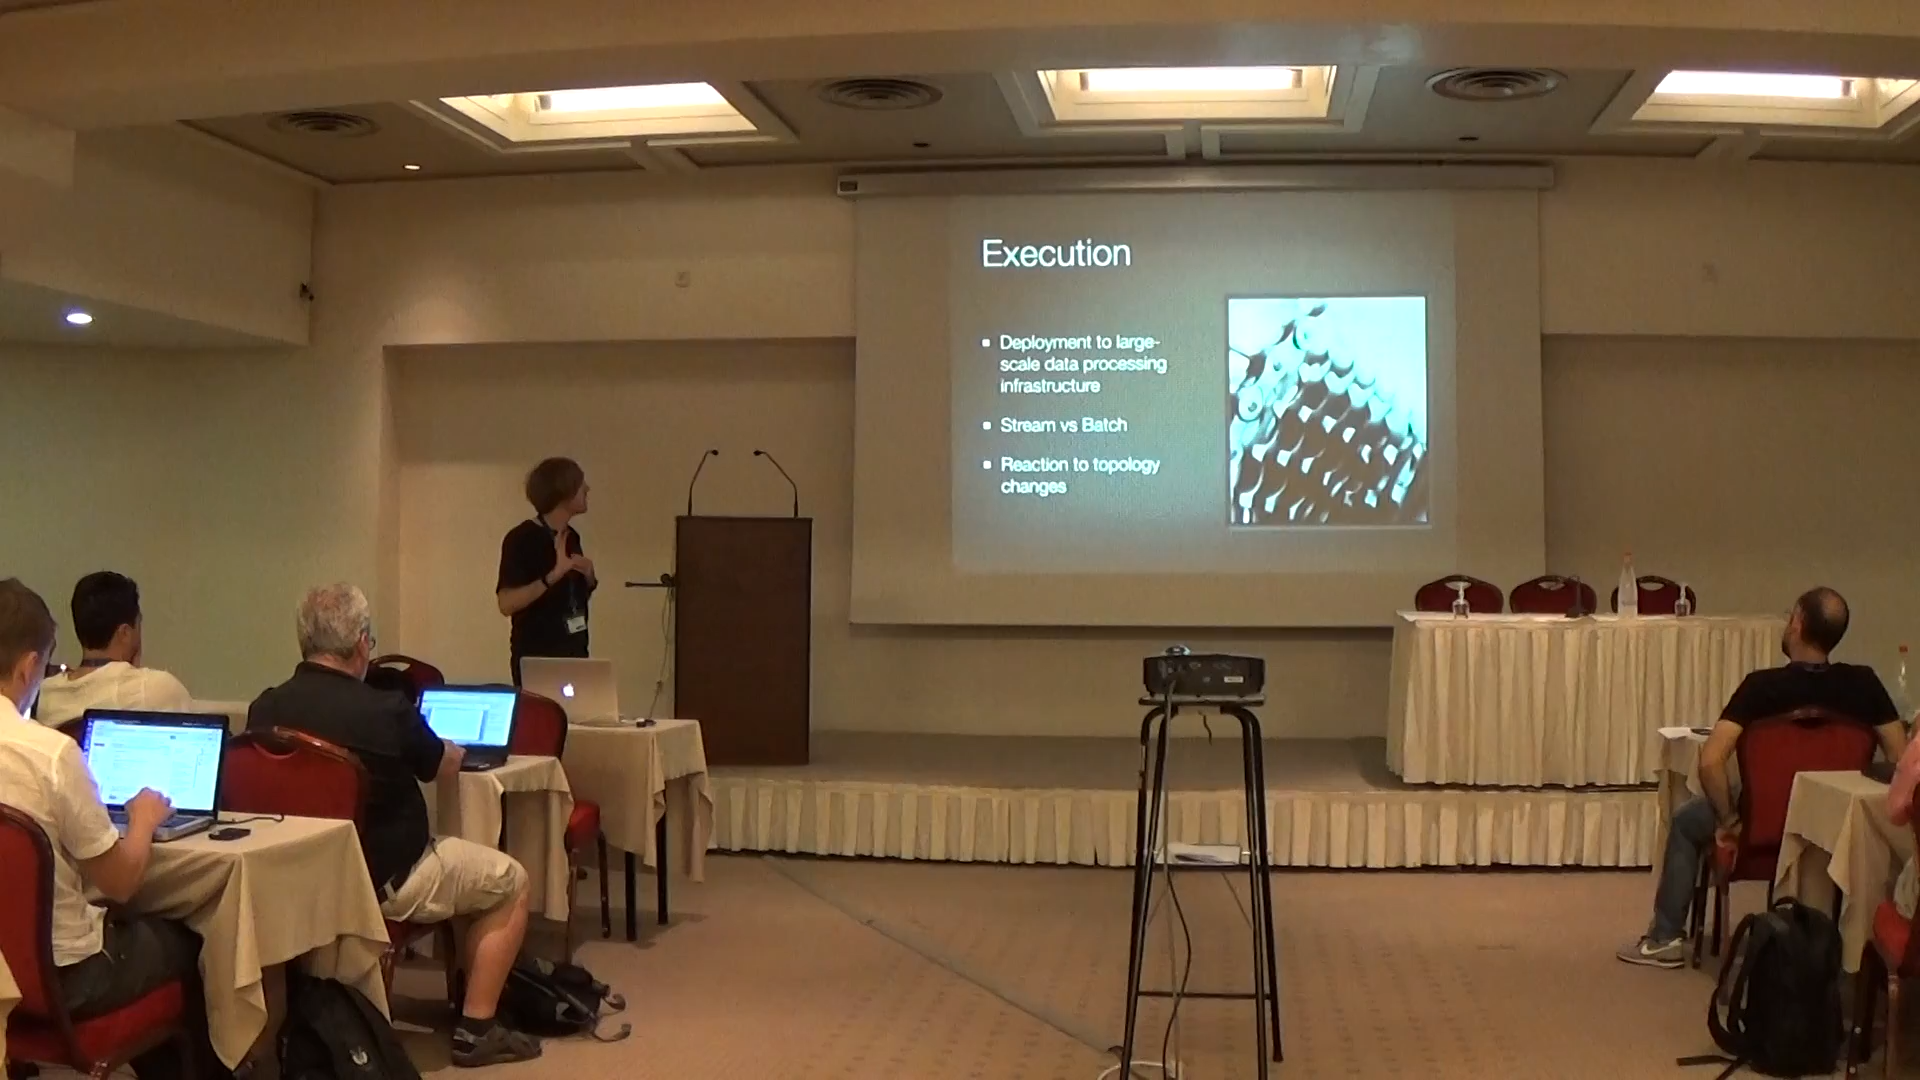 Execution
▪ Deployment to large-
scale data processing
infrastructure
▪ Stream vs Batch
▪ Reaction to topology
changes